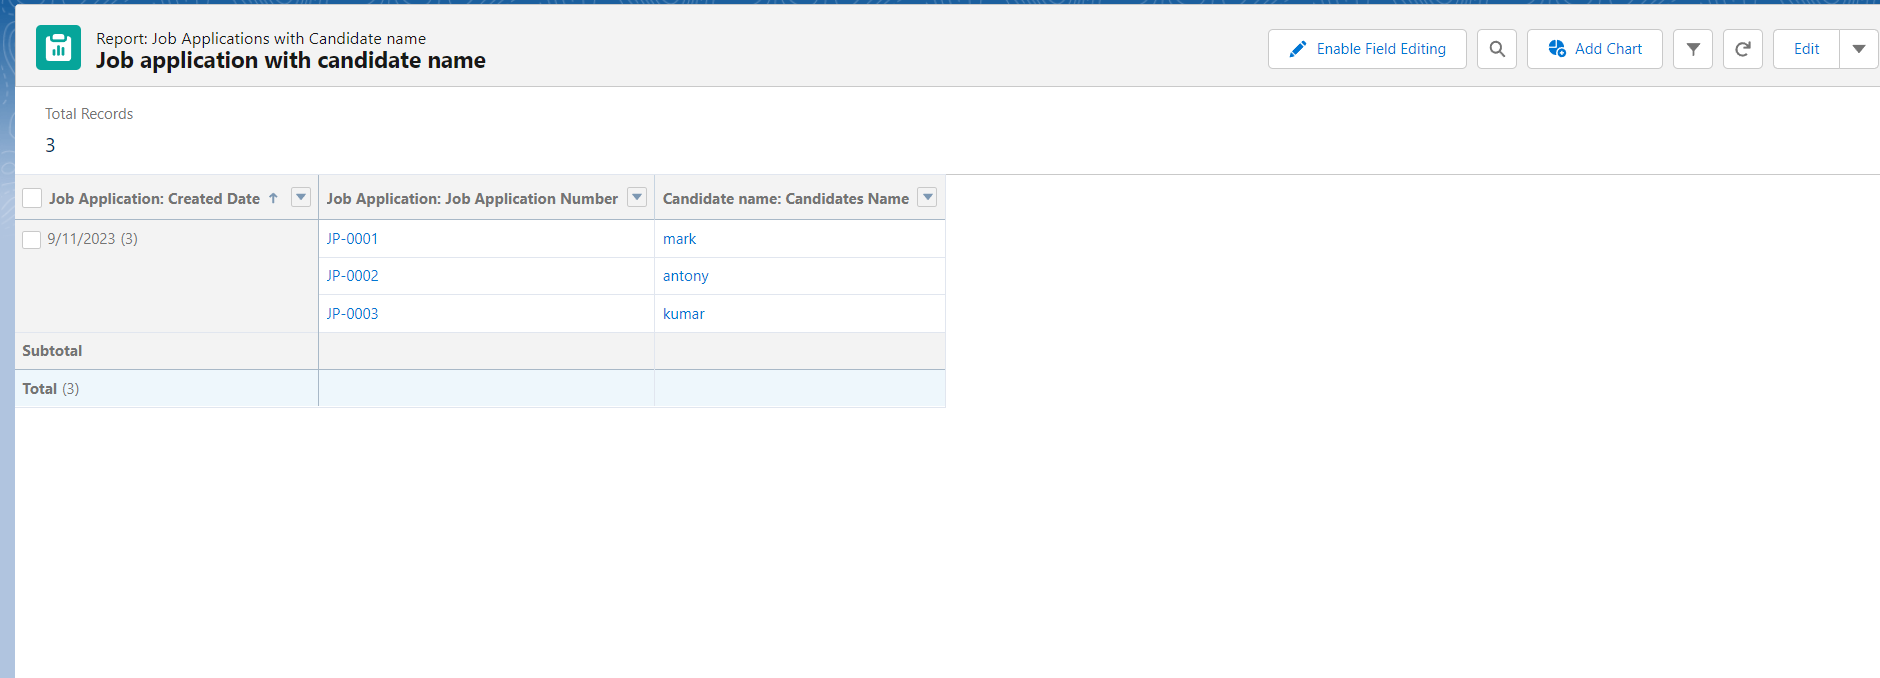 Report: Job Applications with Candidate name
Job application with candidate name
Enable Field Editing
Add Chart
Edit
Total Records
3
Job Application: Created Date ↑ Job Application: Job Application Number Candidate name: Candidates Name
9/11/2023 (3) JP-0001 mark
JP-0002 antony
JP-0003 kumar
Subtotal
Total (3)